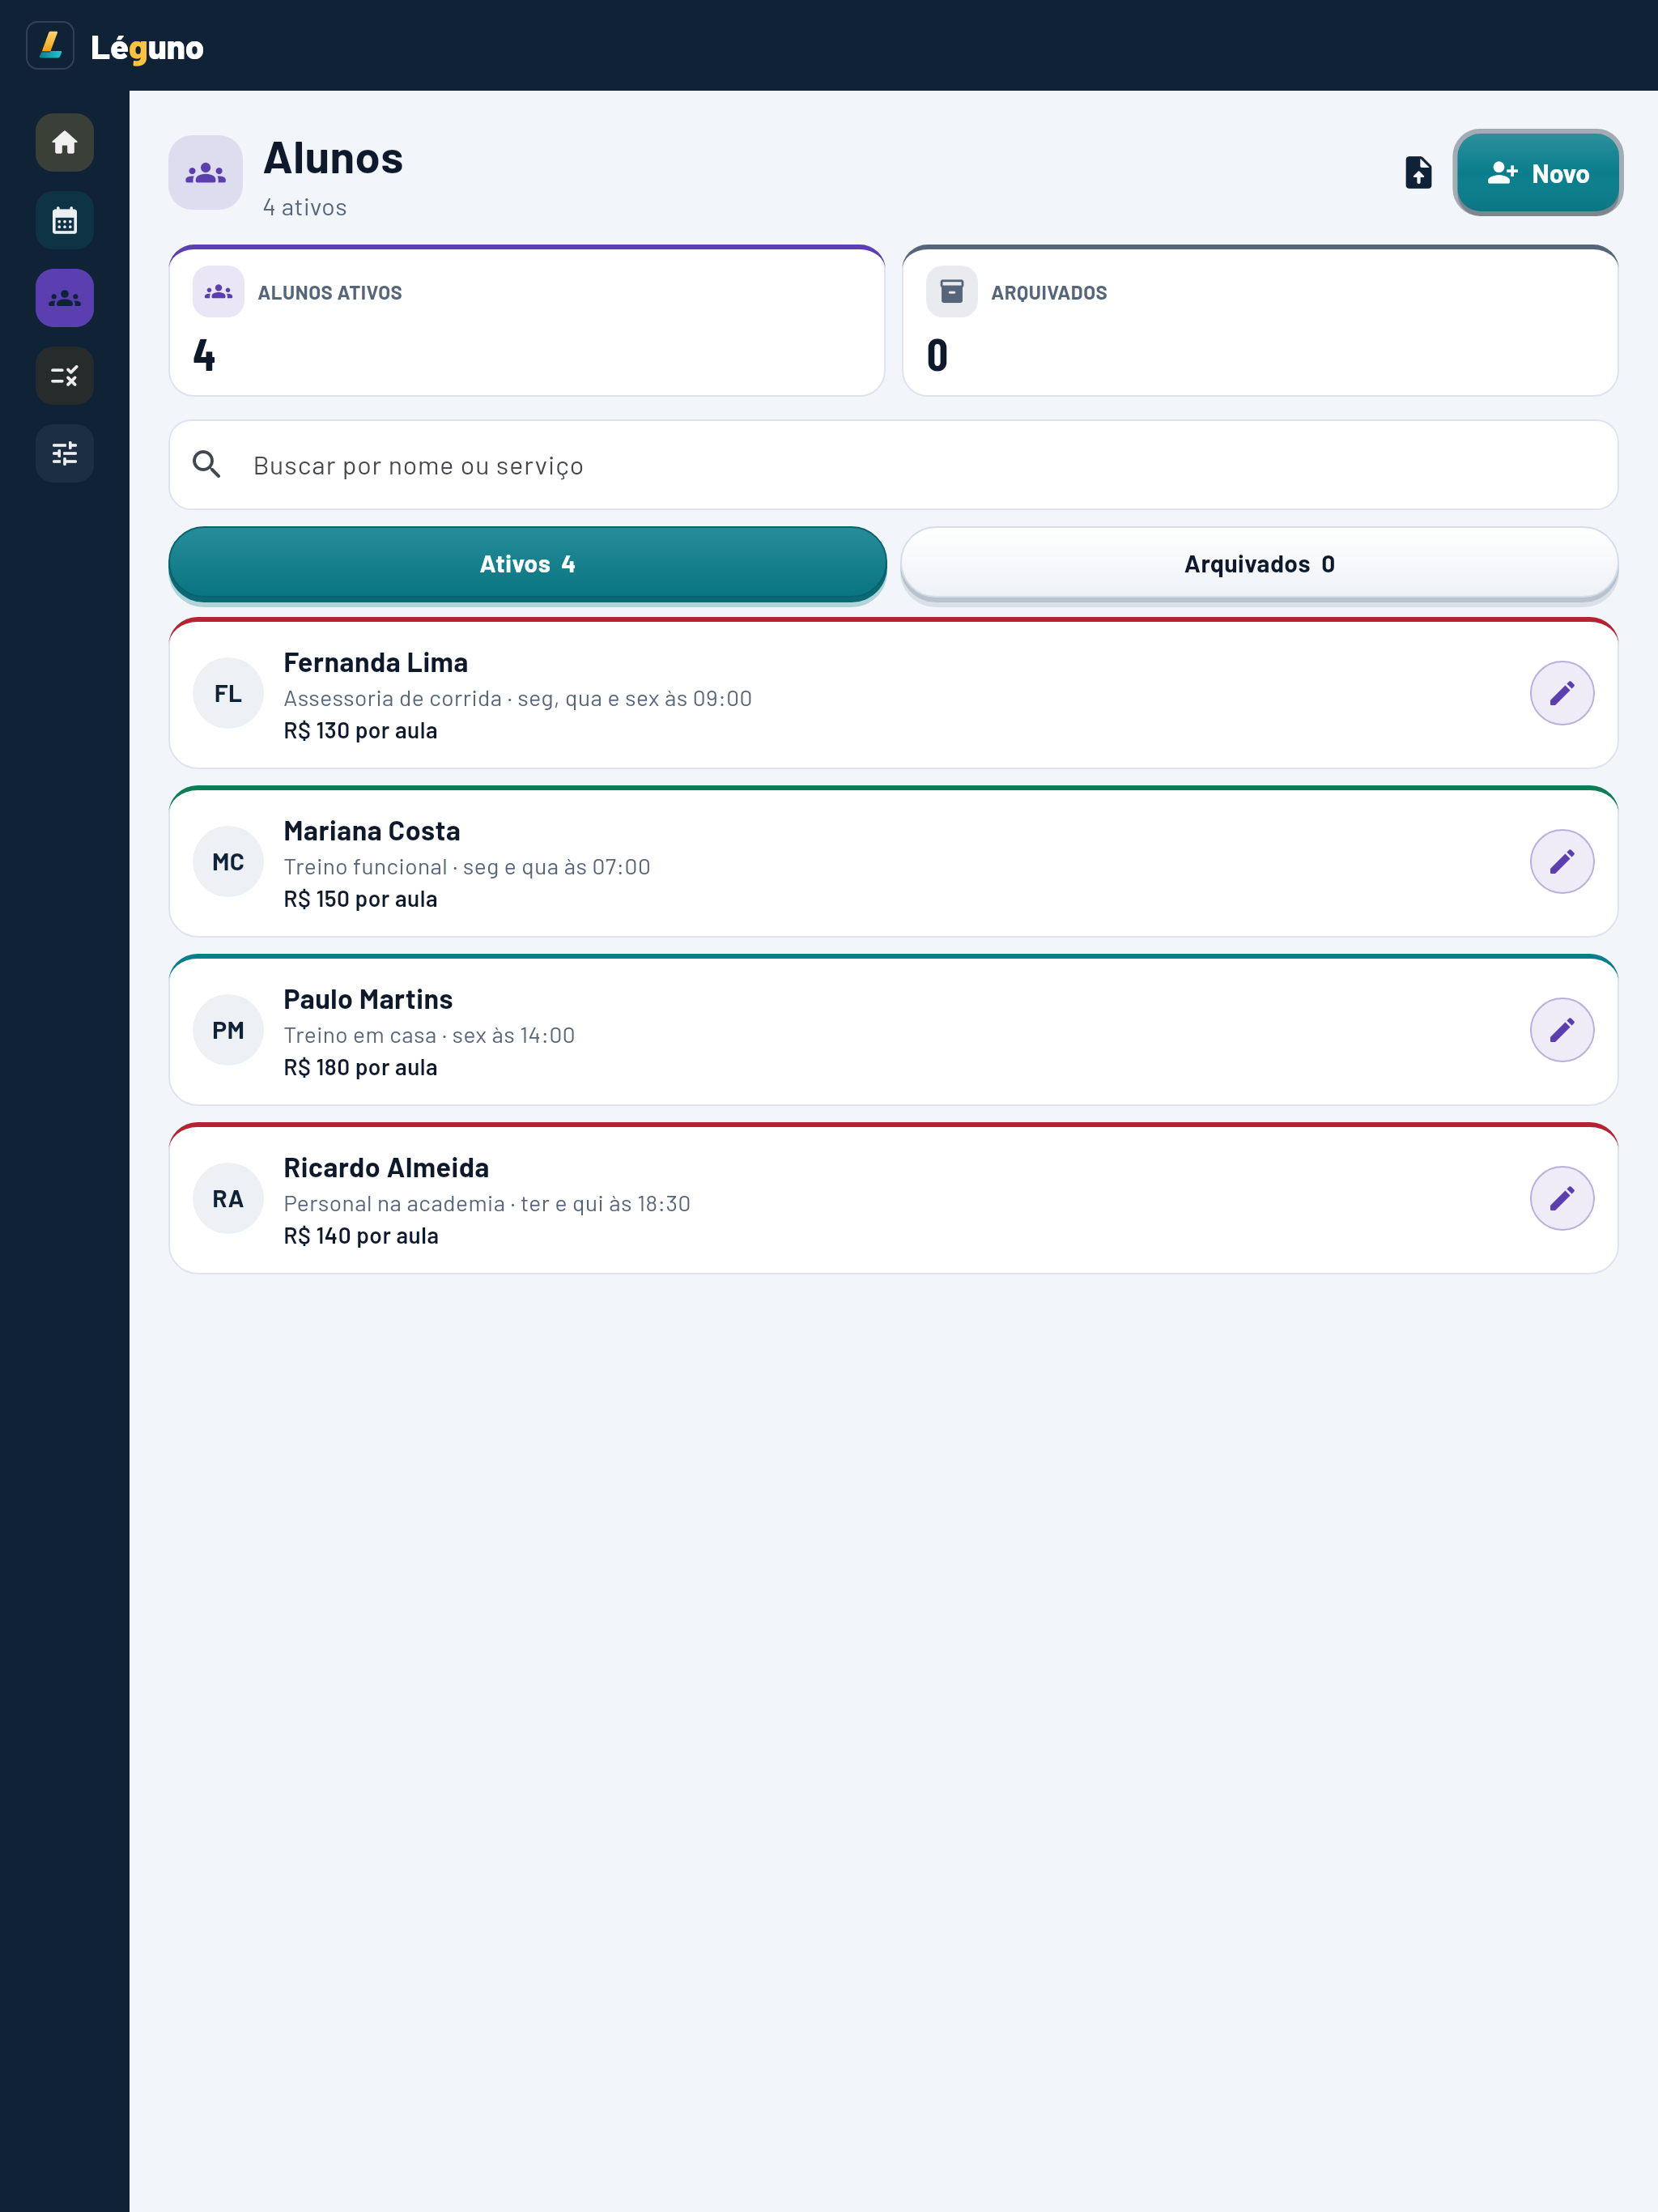 Léguno
Alunos
4 ativos
Novo
ALUNOS ATIVOS
4
ARQUIVADOS
0
Buscar por nome ou serviço
Ativos 4
Arquivados 0
FL
Fernanda Lima
Assessoria de corrida · seg, qua e sex às 09:00
R$ 130 por aula
MC
Mariana Costa
Treino funcional · seg e qua às 07:00
R$ 150 por aula
PM
Paulo Martins
Treino em casa · sex às 14:00
R$ 180 por aula
RA
Ricardo Almeida
Personal na academia · ter e qui às 18:30
R$ 140 por aula